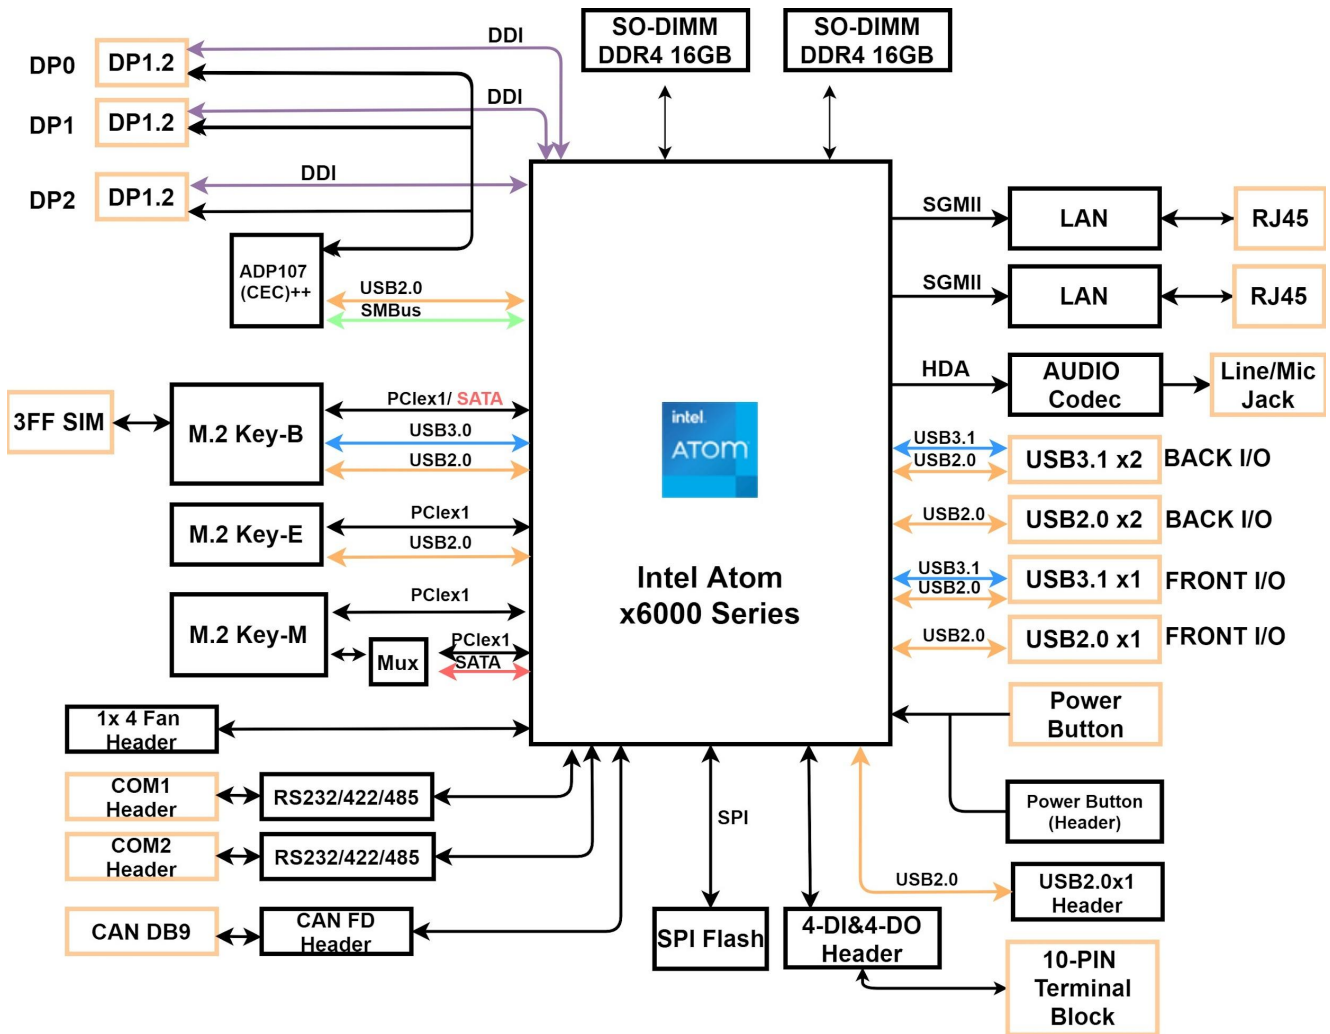 SO-DIMM
DDR4 16GB
SO-DIMM
DDR4 16GB
DP0
DP1.2
DDI
DP1
DP1.2
DDI
DP2
DP1.2
DDI
ADP107
(CEC)++
USB2.0
SMBus
3FF SIM
M.2 Key-B
PCIex1/ SATA
USB3.0
USB2.0
M.2 Key-E
PCIex1
USB2.0
M.2 Key-M
PCIex1
Mux
PCIex1
SATA
1x 4 Fan
Header
COM1
Header
RS232/422/485
COM2
Header
RS232/422/485
CAN DB9
CAN FD
Header
intel
ATOM
Intel Atom
x6000 Series
SGMII
LAN
RJ45
SGMII
LAN
RJ45
HDA
AUDIO
Codec
Line/Mic
Jack
USB3.1
USB2.0
USB3.1 x2
BACK I/O
USB2.0
USB2.0 x2
BACK I/O
USB3.1
USB2.0
USB3.1 x1
FRONT I/O
USB2.0
USB2.0 x1
FRONT I/O
Power
Button
Power Button
(Header)
USB2.0
USB2.0x1
Header
SPI
SPI Flash
4-DI&4-DO
Header
10-PIN
Terminal
Block